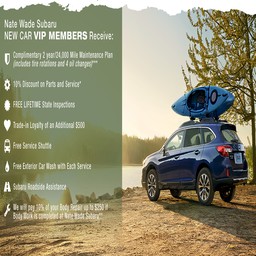 Nate Wade Subaru
NEW CAR VIP MEMBERS Receive:
Complimentary 2 year/24,000 Mile Maintenance Plan
(includes tire rotations and 4 oil changes)***
10% Discount on Parts and Service*
FREE LIFETIME State Inspections
Trade-in Loyalty of an Additional $500
Free Service Shuttle
Free Exterior Car Wash with Each Service
Subaru Roadside Assistance
We will pay 10% of your Body Repair up to $250 if
Body Work is completed at Nate Wade Subaru**